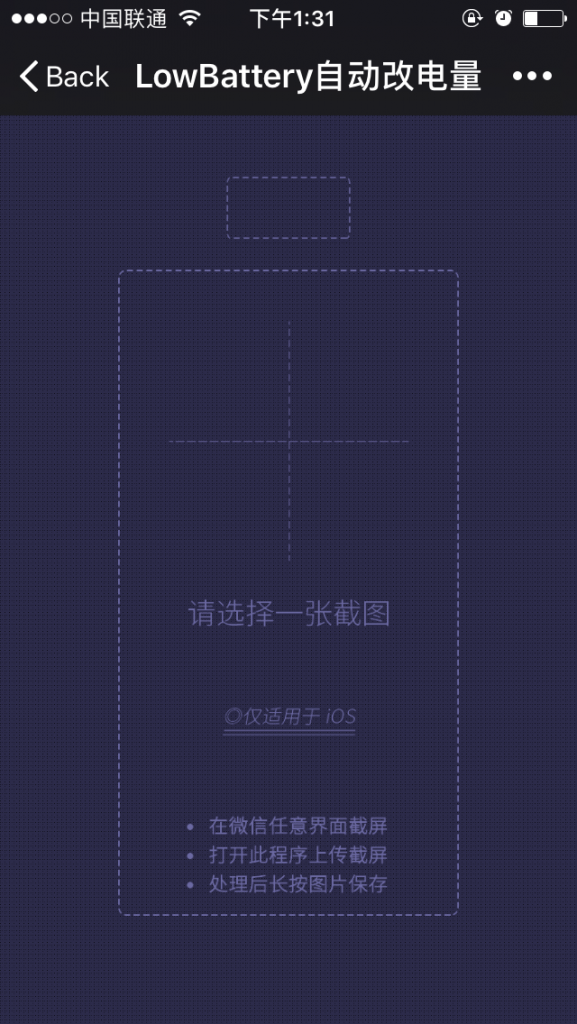 中国联通 下午1:31
Back LowBattery自动改电量
请选择一张截图
◎仅适用于 iOS
• 在微信任意界面截屏
• 打开此程序上传截屏
• 处理后长按图片保存